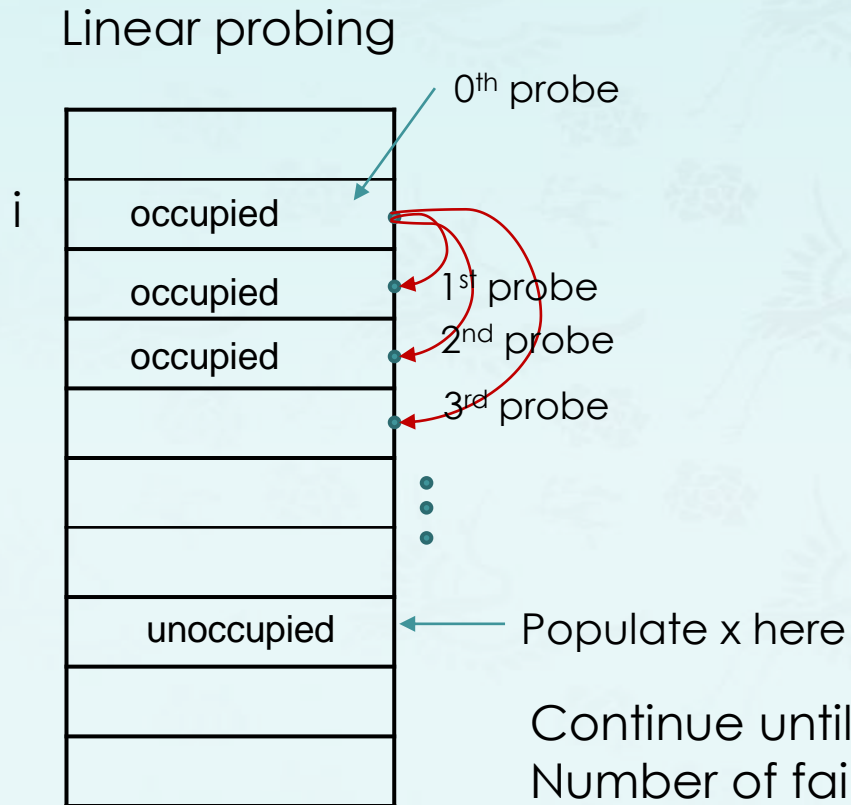 Linear probing
0th probe
i
occupied
occupied
1st probe
occupied
2nd probe
3rd probe
unoccupied
Populate x here
Continue until
Number of fai